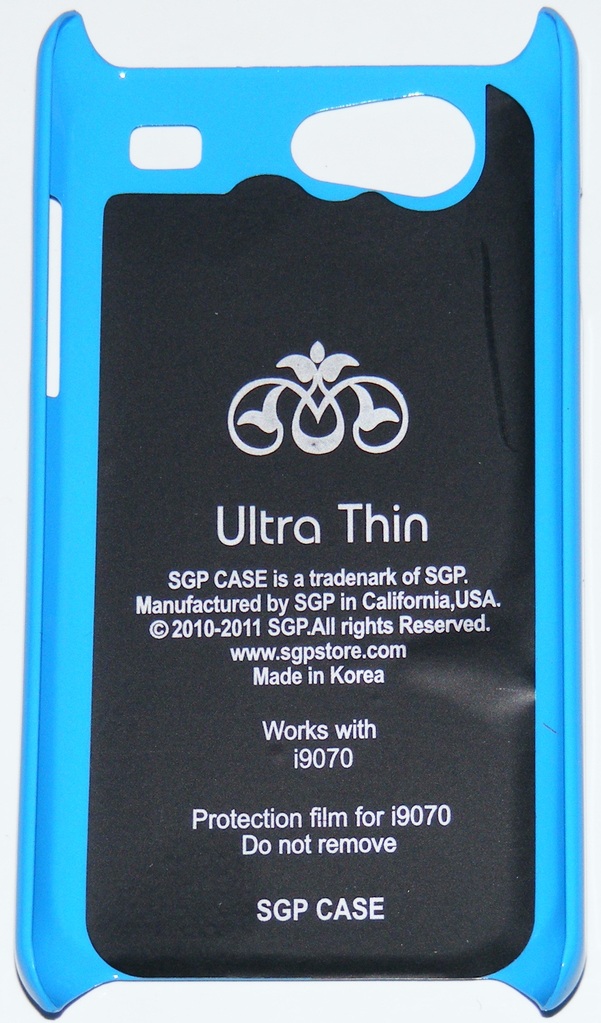 Ultra Thin
SGP CASE is a tradenark of SGP.
Manufactured by SGP in California,USA.
© 2010-2011 SGP.All rights Reserved.
www.sgpstore.com
Made in Korea
Works with
i9070
Protection film for i9070
Do not remove
SGP CASE